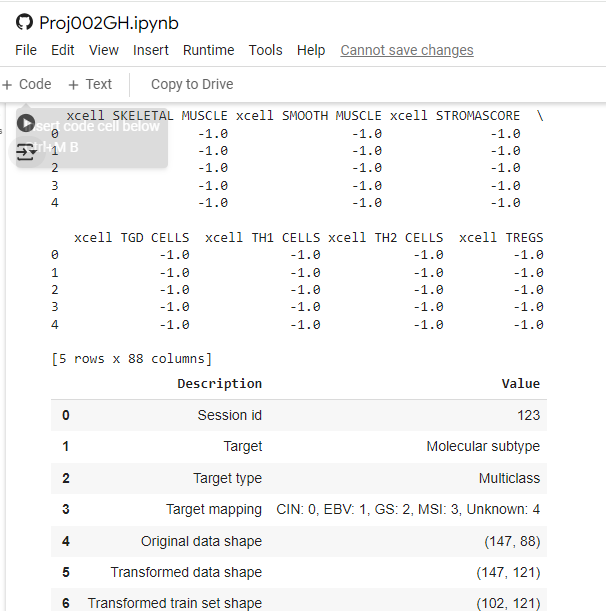 Proj002GH.ipynb
File Edit View Insert Runtime Tools Help Cannot save changes
+ Code + Text Copy to Drive
Insert code cell below
Ctrl+M B
xcell SKELETAL MUSCLE xcell SMOOTH MUSCLE xcell STROMASCORE \
0 -1.0 -1.0 -1.0
1 -1.0 -1.0 -1.0
2 -1.0 -1.0 -1.0
3 -1.0 -1.0 -1.0
4 -1.0 -1.0 -1.0
xcell TGD CELLS xcell TH1 CELLS xcell TH2 CELLS xcell TREGS
0 -1.0 -1.0 -1.0 -1.0
1 -1.0 -1.0 -1.0 -1.0
2 -1.0 -1.0 -1.0 -1.0
3 -1.0 -1.0 -1.0 -1.0
4 -1.0 -1.0 -1.0 -1.0
[5 rows x 88 columns]
Description Value
0 Session id 123
1 Target Molecular subtype
2 Target type Multiclass
3 Target mapping CIN: 0, EBV: 1, GS: 2, MSI: 3, Unknown: 4
4 Original data shape (147, 88)
5 Transformed data shape (147, 121)
6 Transformed train set shape (102, 121)